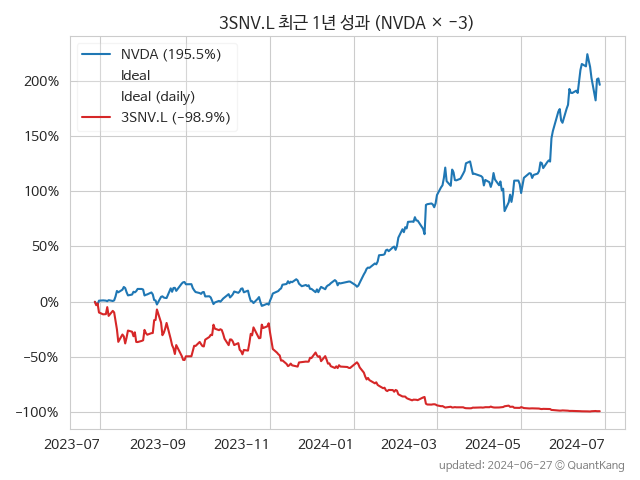 3SNV.L 최근 1년 성과 (NVDA × −3)
NVDA (195.5%)
Ideal
Ideal (daily)
3SNV.L (−98.9%)
200%
150%
100%
50%
0%
−50%
−100%
2023-07 2023-09 2023-11 2024-01 2024-03 2024-05 2024-07
updated: 2024-06-27 © QuantKang